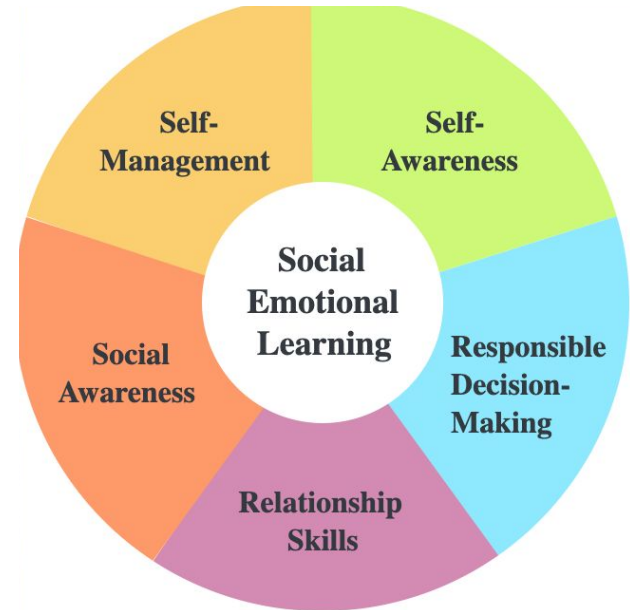 Self-
Management
Self-
Awareness
Social
Emotional
Learning
Social
Awareness
Responsible
Decision-
Making
Relationship
Skills